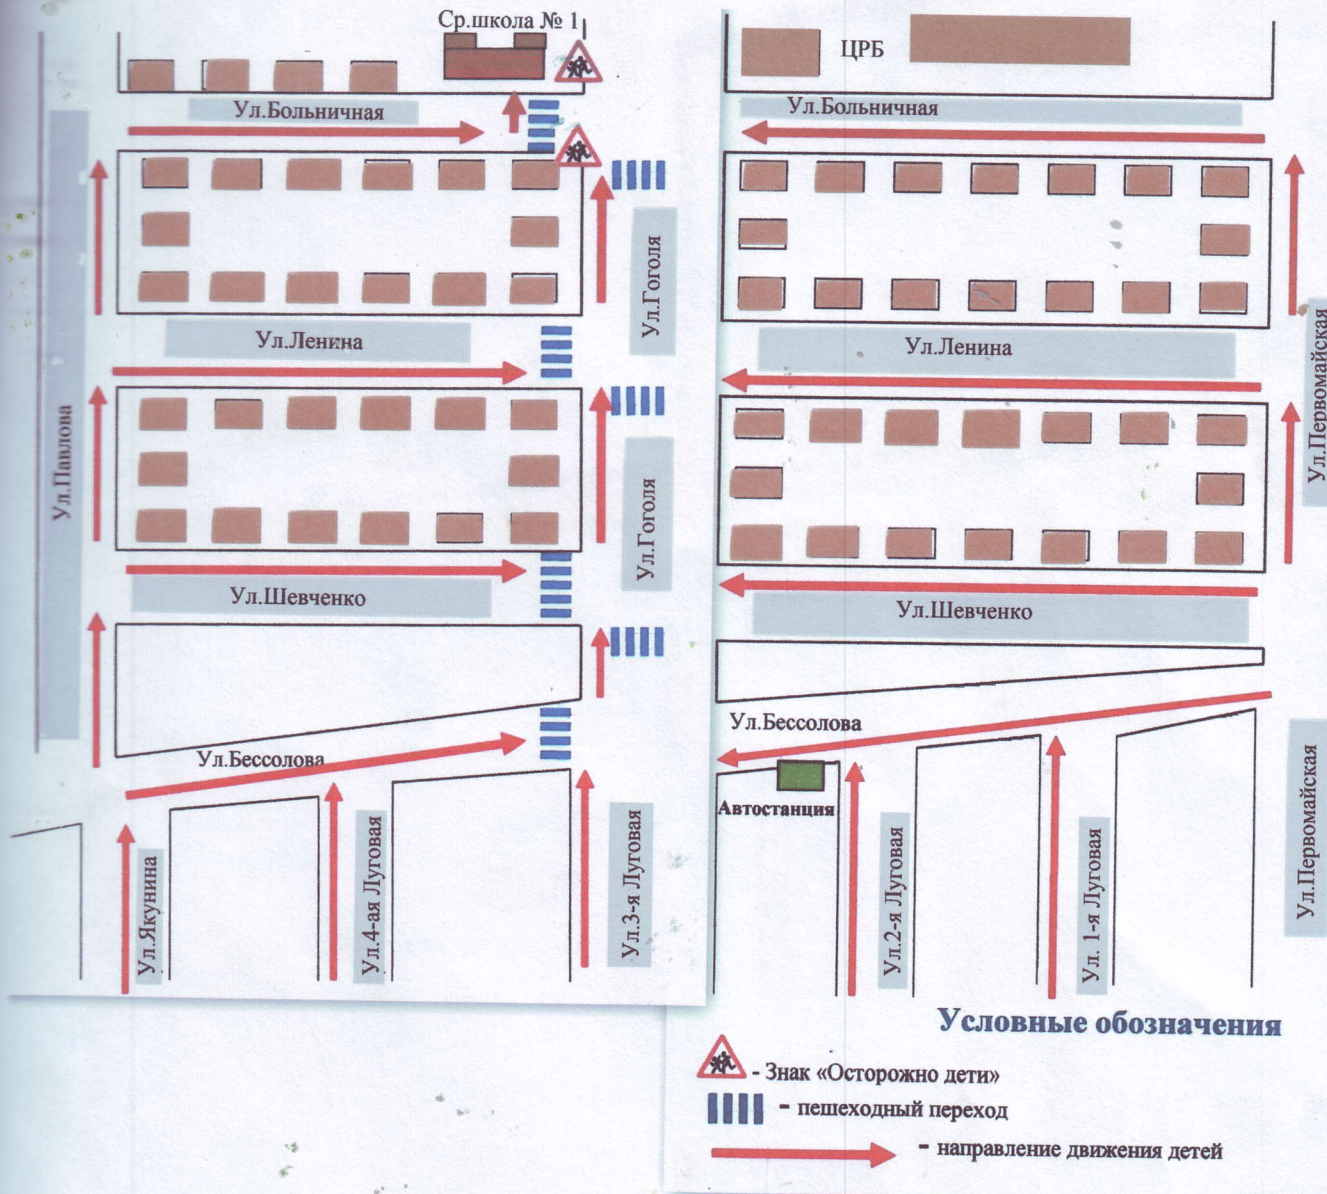 Ср.школа № 1
ЦРБ
Ул.Больничная
Ул.Больничная
Ул.Гоголя
Ул.Ленина
Ул.Ленина
Ул.Первомайская
Ул.Павлова
Ул.Гоголя
Ул.Шевченко
Ул.Шевченко
Ул.Бессолова
Ул.Бессолова
Автостанция
Ул.Якунина
Ул.4-ая Луговая
Ул.3-я Луговая
Ул.2-я Луговая
Ул. 1-я Луговая
Ул.Первомайская
Условные обозначения
- Знак «Осторожно дети»
- пешеходный переход
- направление движения детей